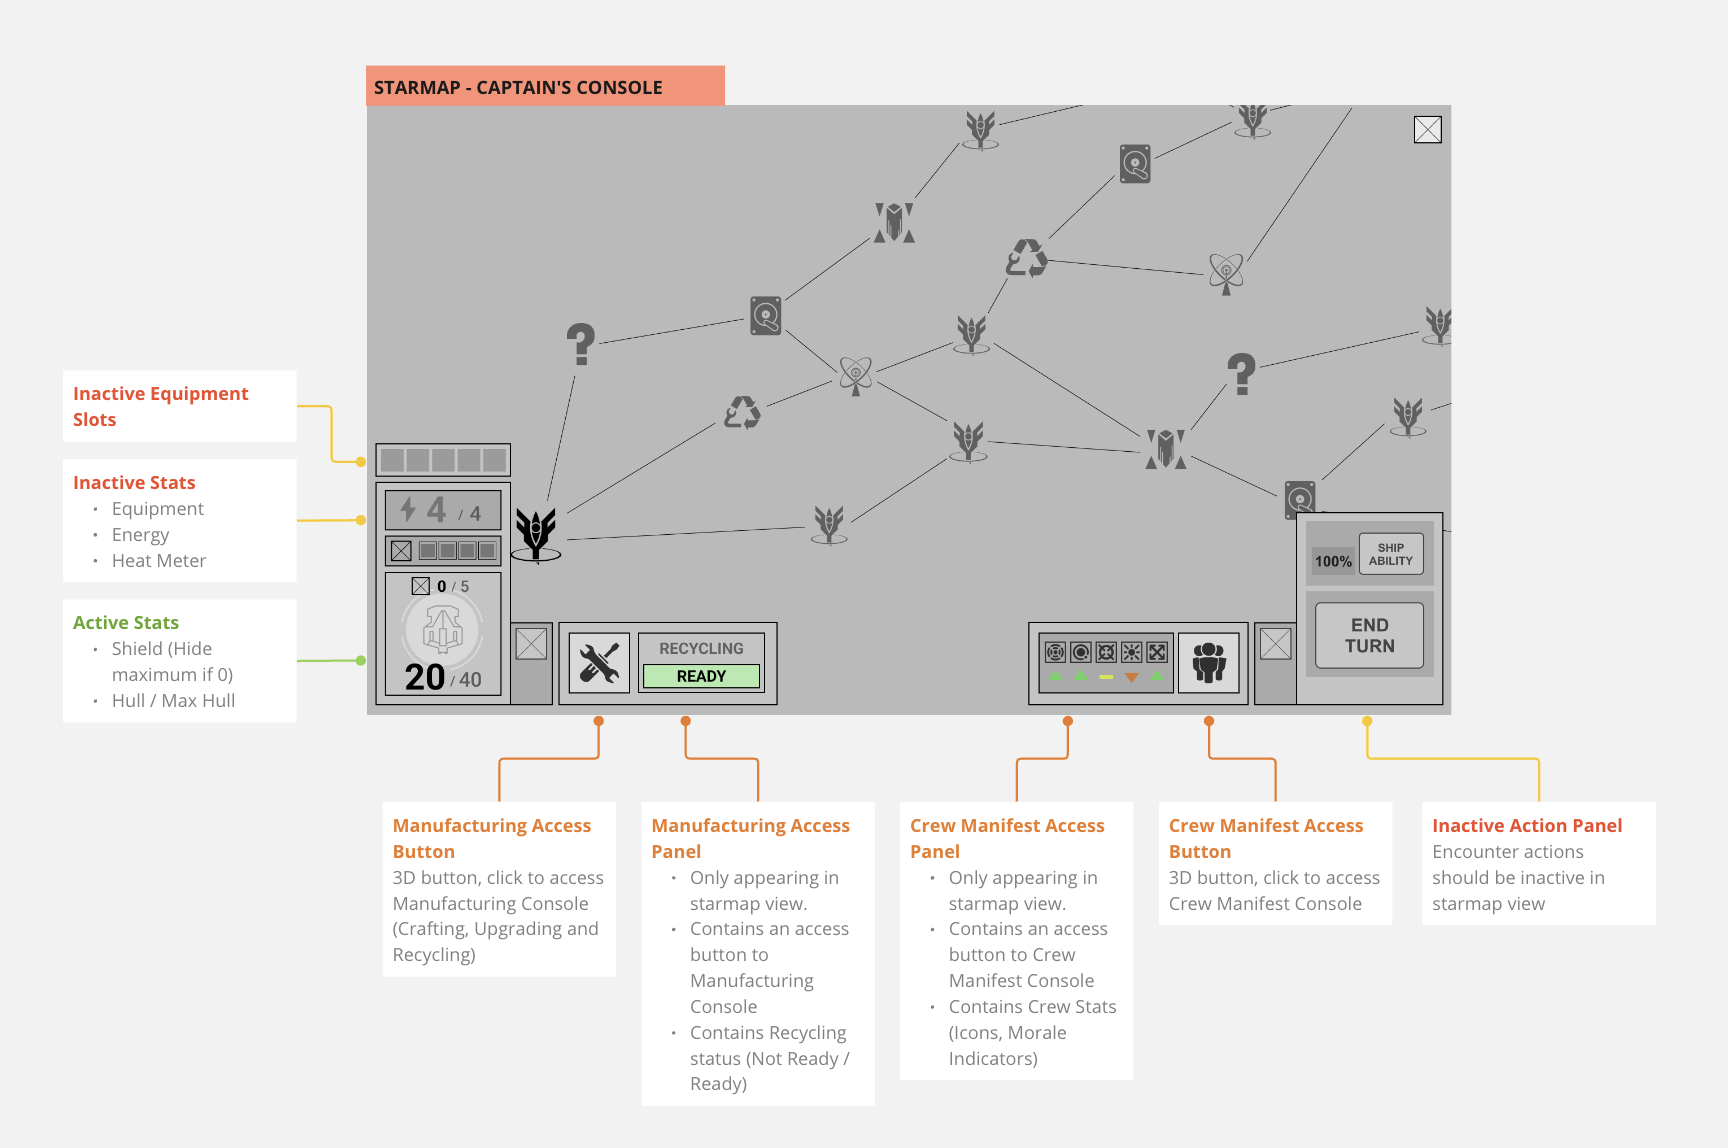 STARMAP - CAPTAIN'S CONSOLE
Inactive Equipment
Slots
Inactive Stats
• Equipment
• Energy
• Heat Meter
Active Stats
• Shield (Hide
maximum if 0)
• Hull / Max Hull
4 / 4
0 / 5
20 / 40
RECYCLING
READY
100%
SHIP
ABILITY
END
TURN
Manufacturing Access
Button
3D button, click to access
Manufacturing Console
(Crafting, Upgrading and
Recycling)
Manufacturing Access
Panel
• Only appearing in
starmap view.
• Contains an access
button to
Manufacturing
Console
• Contains Recycling
status (Not Ready /
Ready)
Crew Manifest Access
Panel
• Only appearing in
starmap view.
• Contains an access
button to Crew
Manifest Console
• Contains Crew Stats
(Icons, Morale
Indicators)
Crew Manifest Access
Button
3D button, click to access
Crew Manifest Console
Inactive Action Panel
Encounter actions
should be inactive in
starmap view